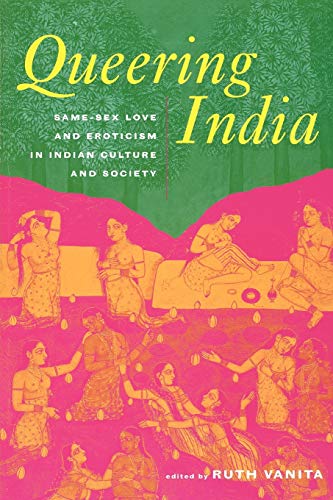 Queering
India
SAME-SEX LOVE
AND EROTICISM
IN INDIAN CULTURE
AND SOCIETY
edited by RUTH VANITA